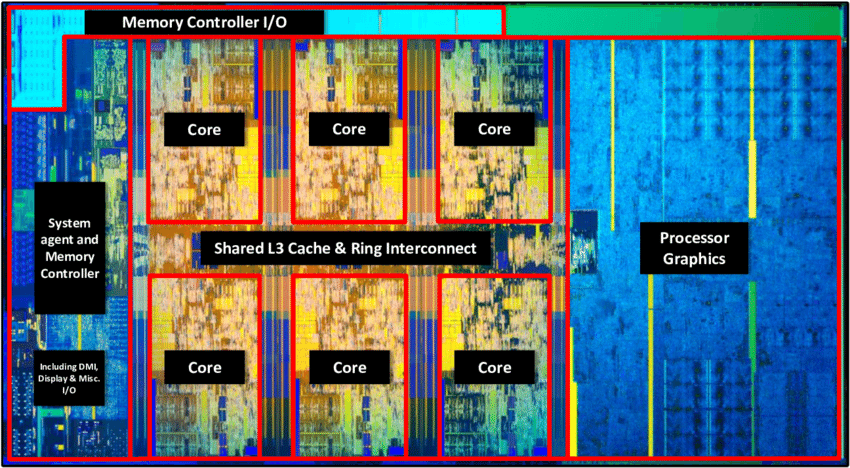 Memory Controller I/O
Core
Core
Core
System
agent and
Memory
Controller
Shared L3 Cache & Ring Interconnect
Processor
Graphics
Including DMI,
Display & Misc.
I/O
Core
Core
Core